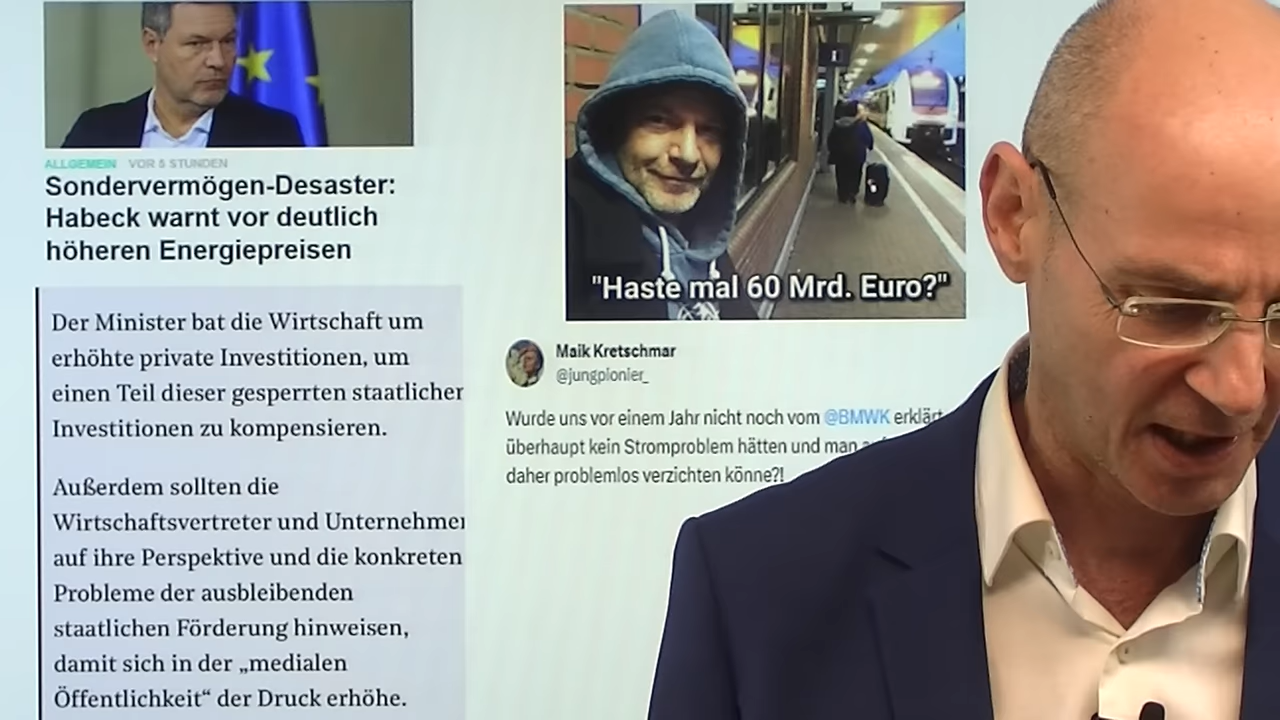 ALLGEMEIN VOR 5 STUNDEN
Sondervermögen-Desaster:
Habeck warnt vor deutlich
höheren Energiepreisen
Der Minister bat die Wirtschaft um
erhöhte private Investitionen, um
einen Teil dieser gesperrten staatlicher
Investitionen zu kompensieren.
Außerdem sollten die
Wirtschaftsvertreter und Unternehmer
auf ihre Perspektive und die konkreten
Probleme der ausbleibenden
staatlichen Förderung hinweisen,
damit sich in der „medialen
Öffentlichkeit“ der Druck erhöhe.
"Haste mal 60 Mrd. Euro?"
Maik Kretschmar
@jungpionier_
Wurde uns vor einem Jahr nicht noch vom @BMWK erklärt
überhaupt kein Stromproblem hätten und man
daher problemlos verzichten könne?!